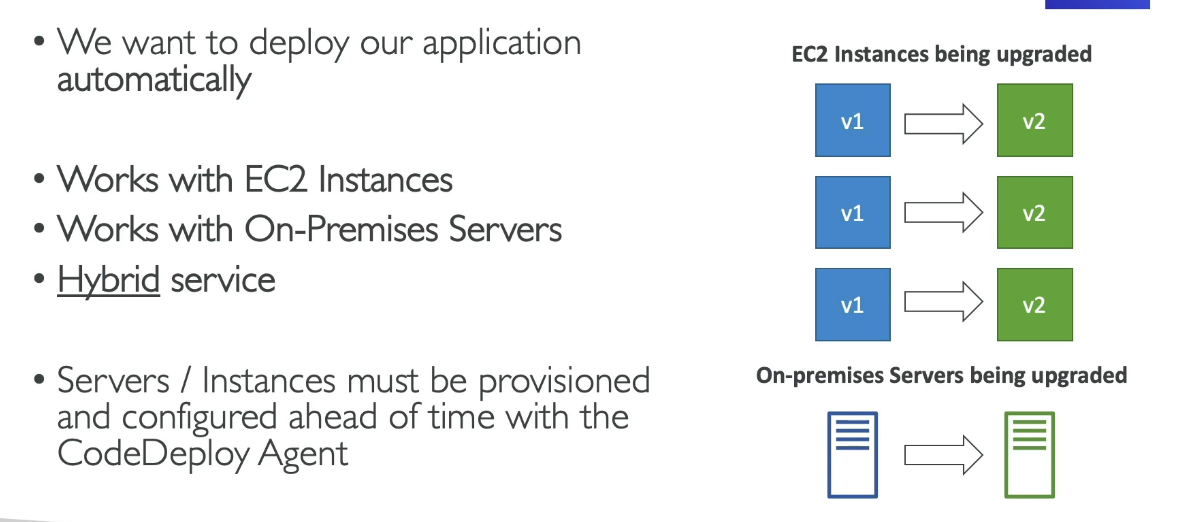 • We want to deploy our application
automatically
• Works with EC2 Instances
• Works with On-Premises Servers
• Hybrid service
• Servers / Instances must be provisioned
and configured ahead of time with the
CodeDeploy Agent
EC2 Instances being upgraded
v1
v2
v1
v2
v1
v2
On-premises Servers being upgraded